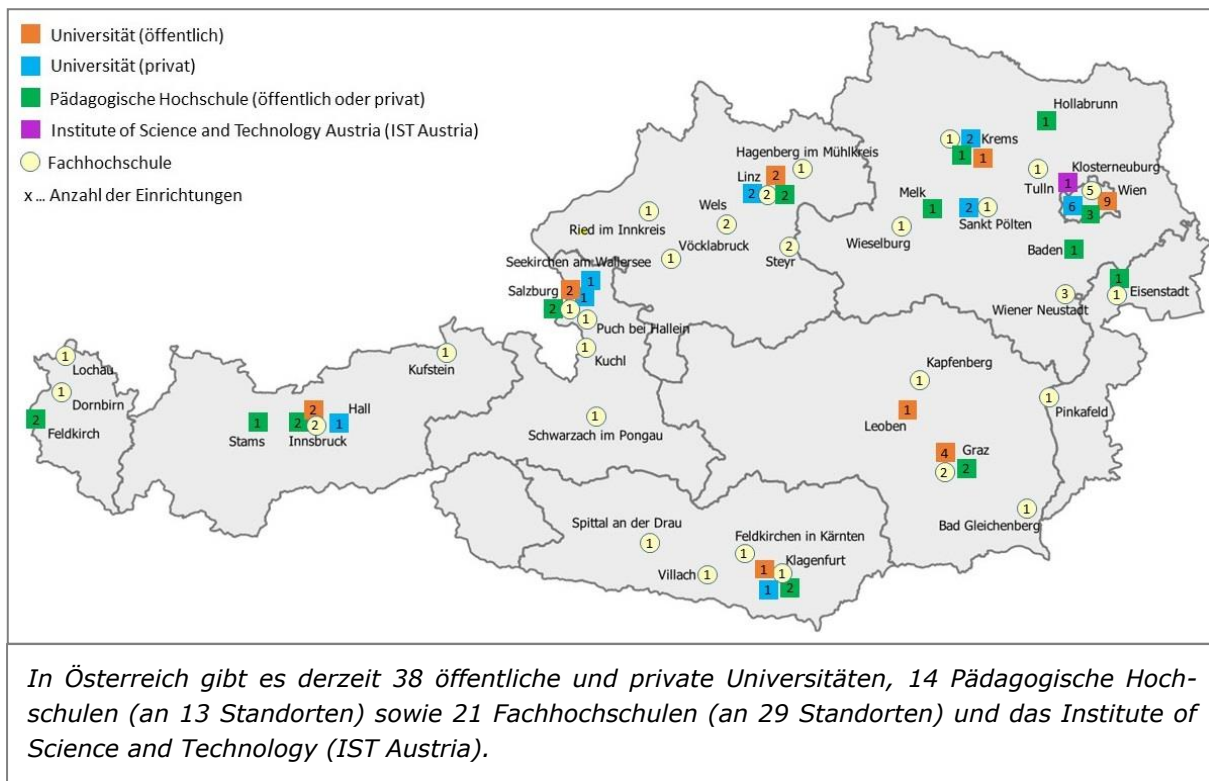 Universität (öffentlich)
Universität (privat)
Pädagogische Hochschule (öffentlich oder privat)
Institute of Science and Technology Austria (IST Austria)
Fachhochschule
x ... Anzahl der Einrichtungen
Hollabrunn
1
1 2 Krems
1 1
Hagenberg im Mühlkreis
1
Linz 2
2 2 2
Klosterneuburg
1
Tulln
1
5 Wien
6 9
3
Melk
1
2 1
Sankt Pölten
Wels
2
1
Ried im Innkreis
Wieselburg
1
Vöcklabruck
1
Steyr
2
Baden
1
Seekirchen am Wallersee
1
Salzburg 2
1
2 1
1
Eisenstadt
1
3
Wiener Neustadt
1
Puch bei Hallein
1
Kuchl
1
Lochau
Kufstein
1
Kapfenberg
1
1
Dornbirn
2
Feldkirch
1
Stams
2 Hall
2 2 1
Innsbruck
1
Schwarzach im Pongau
1
Leoben
1
Pinkafeld
4 Graz
2 2
1
Bad Gleichenberg
Spittal an der Drau
1
Feldkirchen in Kärnten
1
Klagenfurt
1 1
1 2
Villach 1
In Österreich gibt es derzeit 38 öffentliche und private Universitäten, 14 Pädagogische Hoch-
schulen (an 13 Standorten) sowie 21 Fachhochschulen (an 29 Standorten) und das Institute of
Science and Technology (IST Austria).